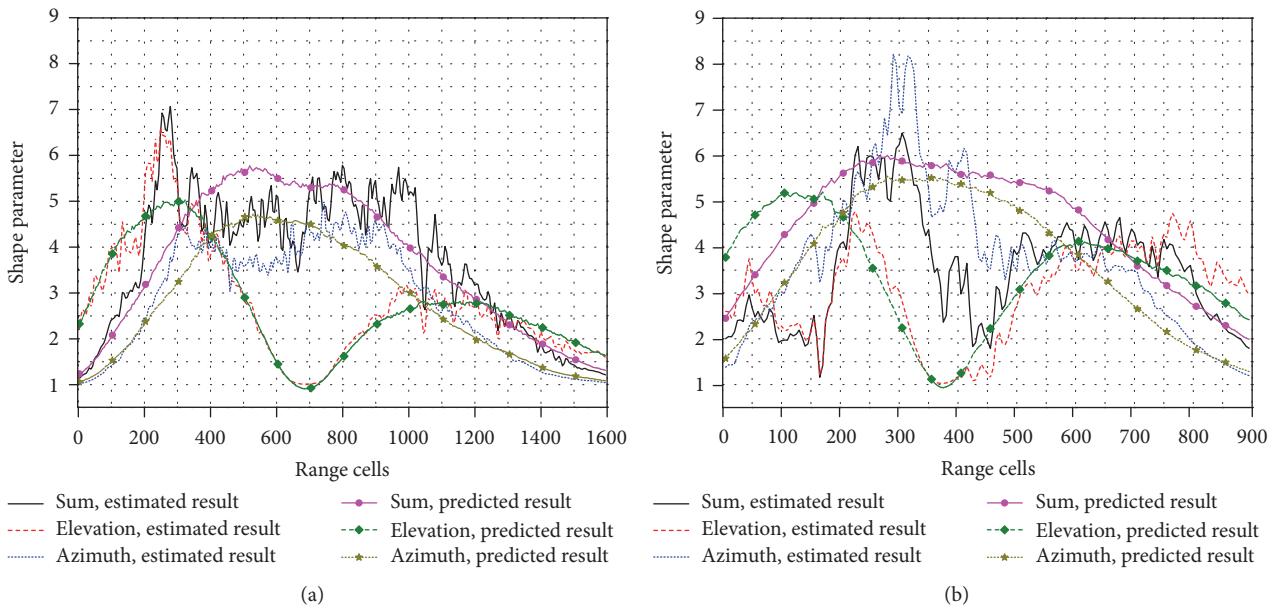 9
8
7
6
5
4
3
2
1
Shape parameter
0 200 400 600 800 1000 1200 1400 1600
Range cells
Sum, estimated result
Elevation, estimated result
Azimuth, estimated result
Sum, predicted result
Elevation, predicted result
Azimuth, predicted result
(a)
9
8
7
6
5
4
3
2
1
Shape parameter
0 100 200 300 400 500 600 700 800 900
Range cells
Sum, estimated result
Elevation, estimated result
Azimuth, estimated result
Sum, predicted result
Elevation, predicted result
Azimuth, predicted result
(b)